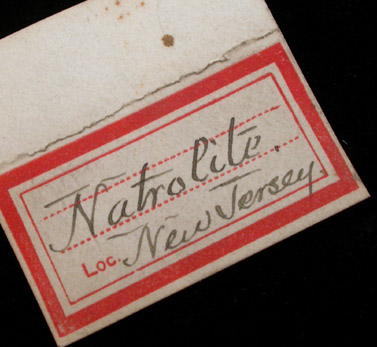 Natrolite.
Loc. New Jersey.